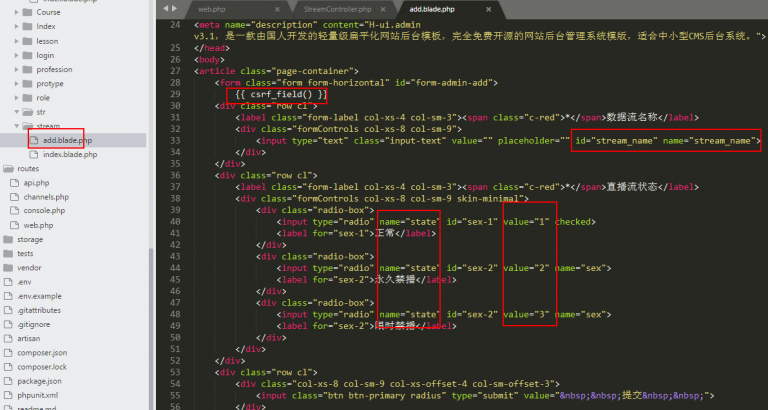 web.php
StreamController.php
add.blade.php
Course
Index
lesson
login
profession
protype
role
str
stream
add.blade.php
index.blade.php
routes
api.php
channels.php
console.php
web.php
storage
tests
vendor
.env
.env.example
.gitattributes
.gitignore
artisan
composer.json
composer.lock
package.json
phpunit.xml
readme.md
24 <meta name="description" content="H-ui.admin
v3.1，是一款由国人开发的轻量级扁平化网站后台模板，完全免费开源的网站后台管理系统模版，适合中小型CMS后台系统。">
25 </head>
26 <body>
27 <article class="page-container">
28 <form class="form form-horizontal" id="form-admin-add">
29 {{ csrf_field() }}
30 <div class="row cl">
31 <label class="form-label col-xs-4 col-sm-3"><span class="c-red">*</span>数据流名称</label>
32 <div class="formControls col-xs-8 col-sm-9">
33 <input type="text" class="input-text" value="" placeholder="" id="stream_name" name="stream_name">
34 </div>
35 </div>
36 <div class="row cl">
37 <label class="form-label col-xs-4 col-sm-3"><span class="c-red">*</span>直播流状态</label>
38 <div class="formControls col-xs-8 col-sm-9 skin-minimal">
39 <div class="radio-box">
40 <input type="radio" name="state" id="sex-1" value="1" checked>
41 <label for="sex-1">正常</label>
42 </div>
43 <div class="radio-box">
44 <input type="radio" name="state" id="sex-2" value="2" name="sex">
45 <label for="sex-2">永久禁播</label>
46 </div>
47 <div class="radio-box">
48 <input type="radio" name="state" id="sex-2" value="3" name="sex">
49 <label for="sex-2">限时禁播</label>
50 </div>
51 </div>
52 </div>
53 <div class="row cl">
54 <div class="col-xs-8 col-sm-9 col-xs-offset-4 col-sm-offset-3">
55 <input class="btn btn-primary radius" type="submit" value="&nbsp;&nbsp;提交&nbsp;&nbsp;">
56 </div>